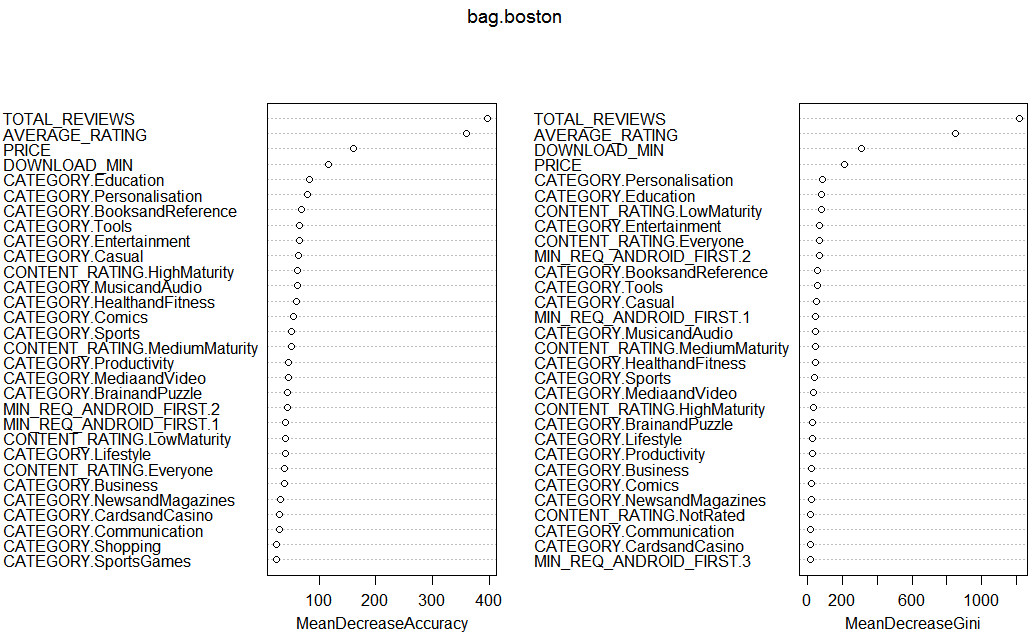 bag.boston
TOTAL_REVIEWS
AVERAGE_RATING
PRICE
DOWNLOAD_MIN
CATEGORY.Education
CATEGORY.Personalisation
CATEGORY.BooksandReference
CATEGORY.Tools
CATEGORY.Entertainment
CATEGORY.Casual
CONTENT_RATING.HighMaturity
CATEGORY.MusicandAudio
CATEGORY.HealthandFitness
CATEGORY.Comics
CATEGORY.Sports
CONTENT_RATING.MediumMaturity
CATEGORY.Productivity
CATEGORY.MediaandVideo
CATEGORY.BrainandPuzzle
MIN_REQ_ANDROID_FIRST.2
MIN_REQ_ANDROID_FIRST.1
CONTENT_RATING.LowMaturity
CATEGORY.Lifestyle
CONTENT_RATING.Everyone
CATEGORY.Business
CATEGORY.NewsandMagazines
CATEGORY.CardsandCasino
CATEGORY.Communication
CATEGORY.Shopping
CATEGORY.SportsGames
100 200 300 400
MeanDecreaseAccuracy
TOTAL_REVIEWS
AVERAGE_RATING
DOWNLOAD_MIN
PRICE
CATEGORY.Personalisation
CATEGORY.Education
CONTENT_RATING.LowMaturity
CATEGORY.Entertainment
CONTENT_RATING.Everyone
MIN_REQ_ANDROID_FIRST.2
CATEGORY.BooksandReference
CATEGORY.Tools
CATEGORY.Casual
MIN_REQ_ANDROID_FIRST.1
CATEGORY.MusicandAudio
CONTENT_RATING.MediumMaturity
CATEGORY.HealthandFitness
CATEGORY.Sports
CATEGORY.MediaandVideo
CONTENT_RATING.HighMaturity
CATEGORY.BrainandPuzzle
CATEGORY.Lifestyle
CATEGORY.Productivity
CATEGORY.Business
CATEGORY.Comics
CATEGORY.NewsandMagazines
CONTENT_RATING.NotRated
CATEGORY.Communication
CATEGORY.CardsandCasino
MIN_REQ_ANDROID_FIRST.3
0 200 600 1000
MeanDecreaseGini